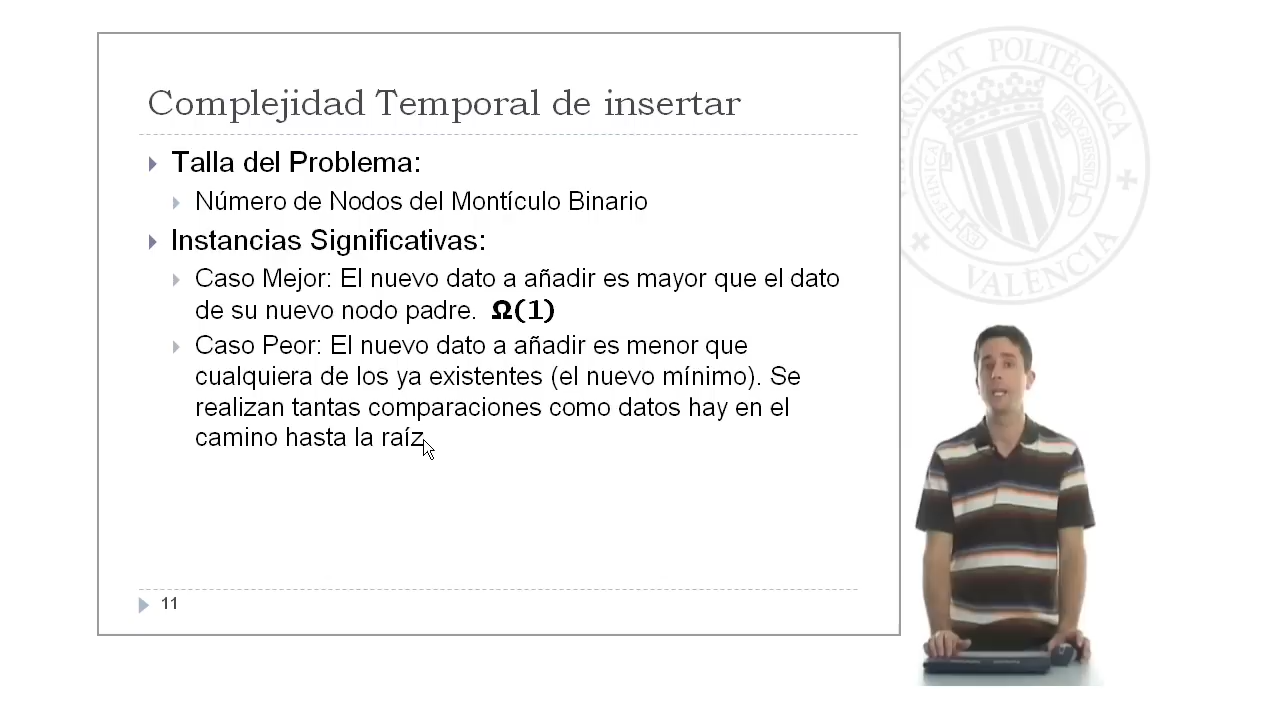 Complejidad Temporal de insertar
Talla del Problema:
Número de Nodos del Montículo Binario
Instancias Significativas:
Caso Mejor: El nuevo dato a añadir es mayor que el dato
de su nuevo nodo padre. Ω(1)
Caso Peor: El nuevo dato a añadir es menor que
cualquiera de los ya existentes (el nuevo mínimo). Se
realizan tantas comparaciones como datos hay en el
camino hasta la raíz
11
UNIVERSITAT POLITÈCNICA
VALÈNCIA